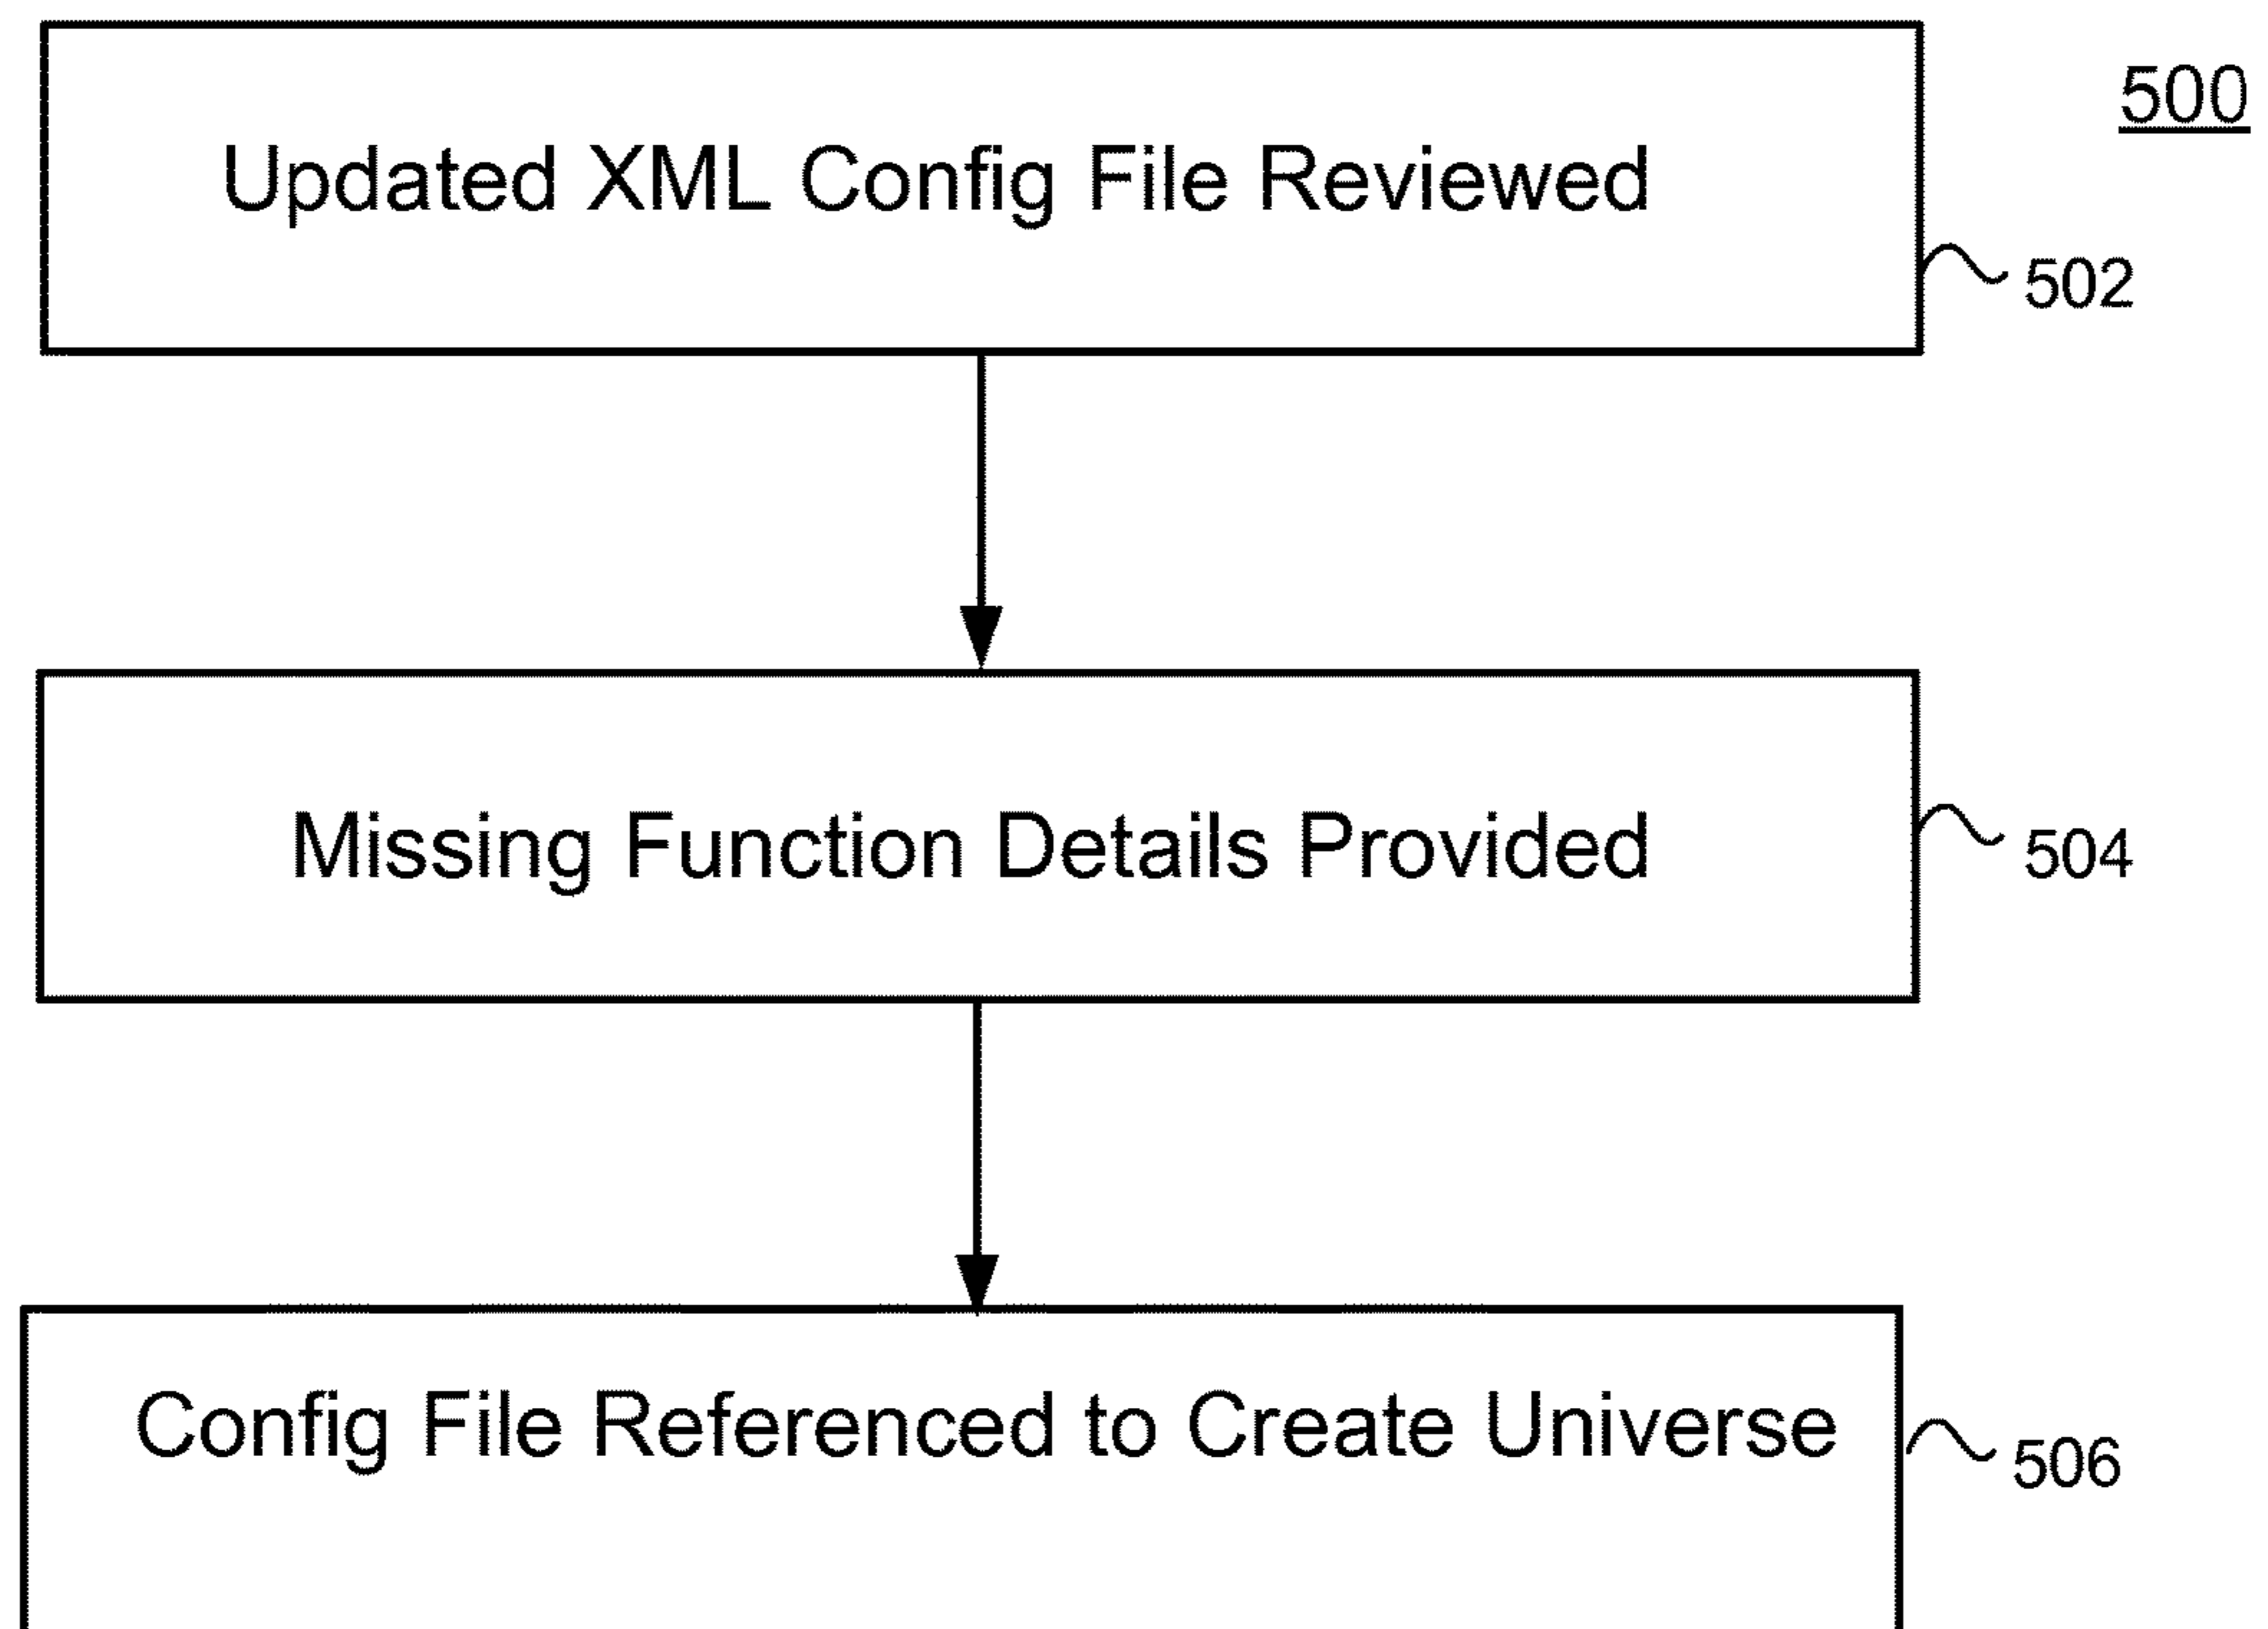 500
Updated XML Config File Reviewed
502
Missing Function Details Provided
504
Config File Referenced to Create Universe
506